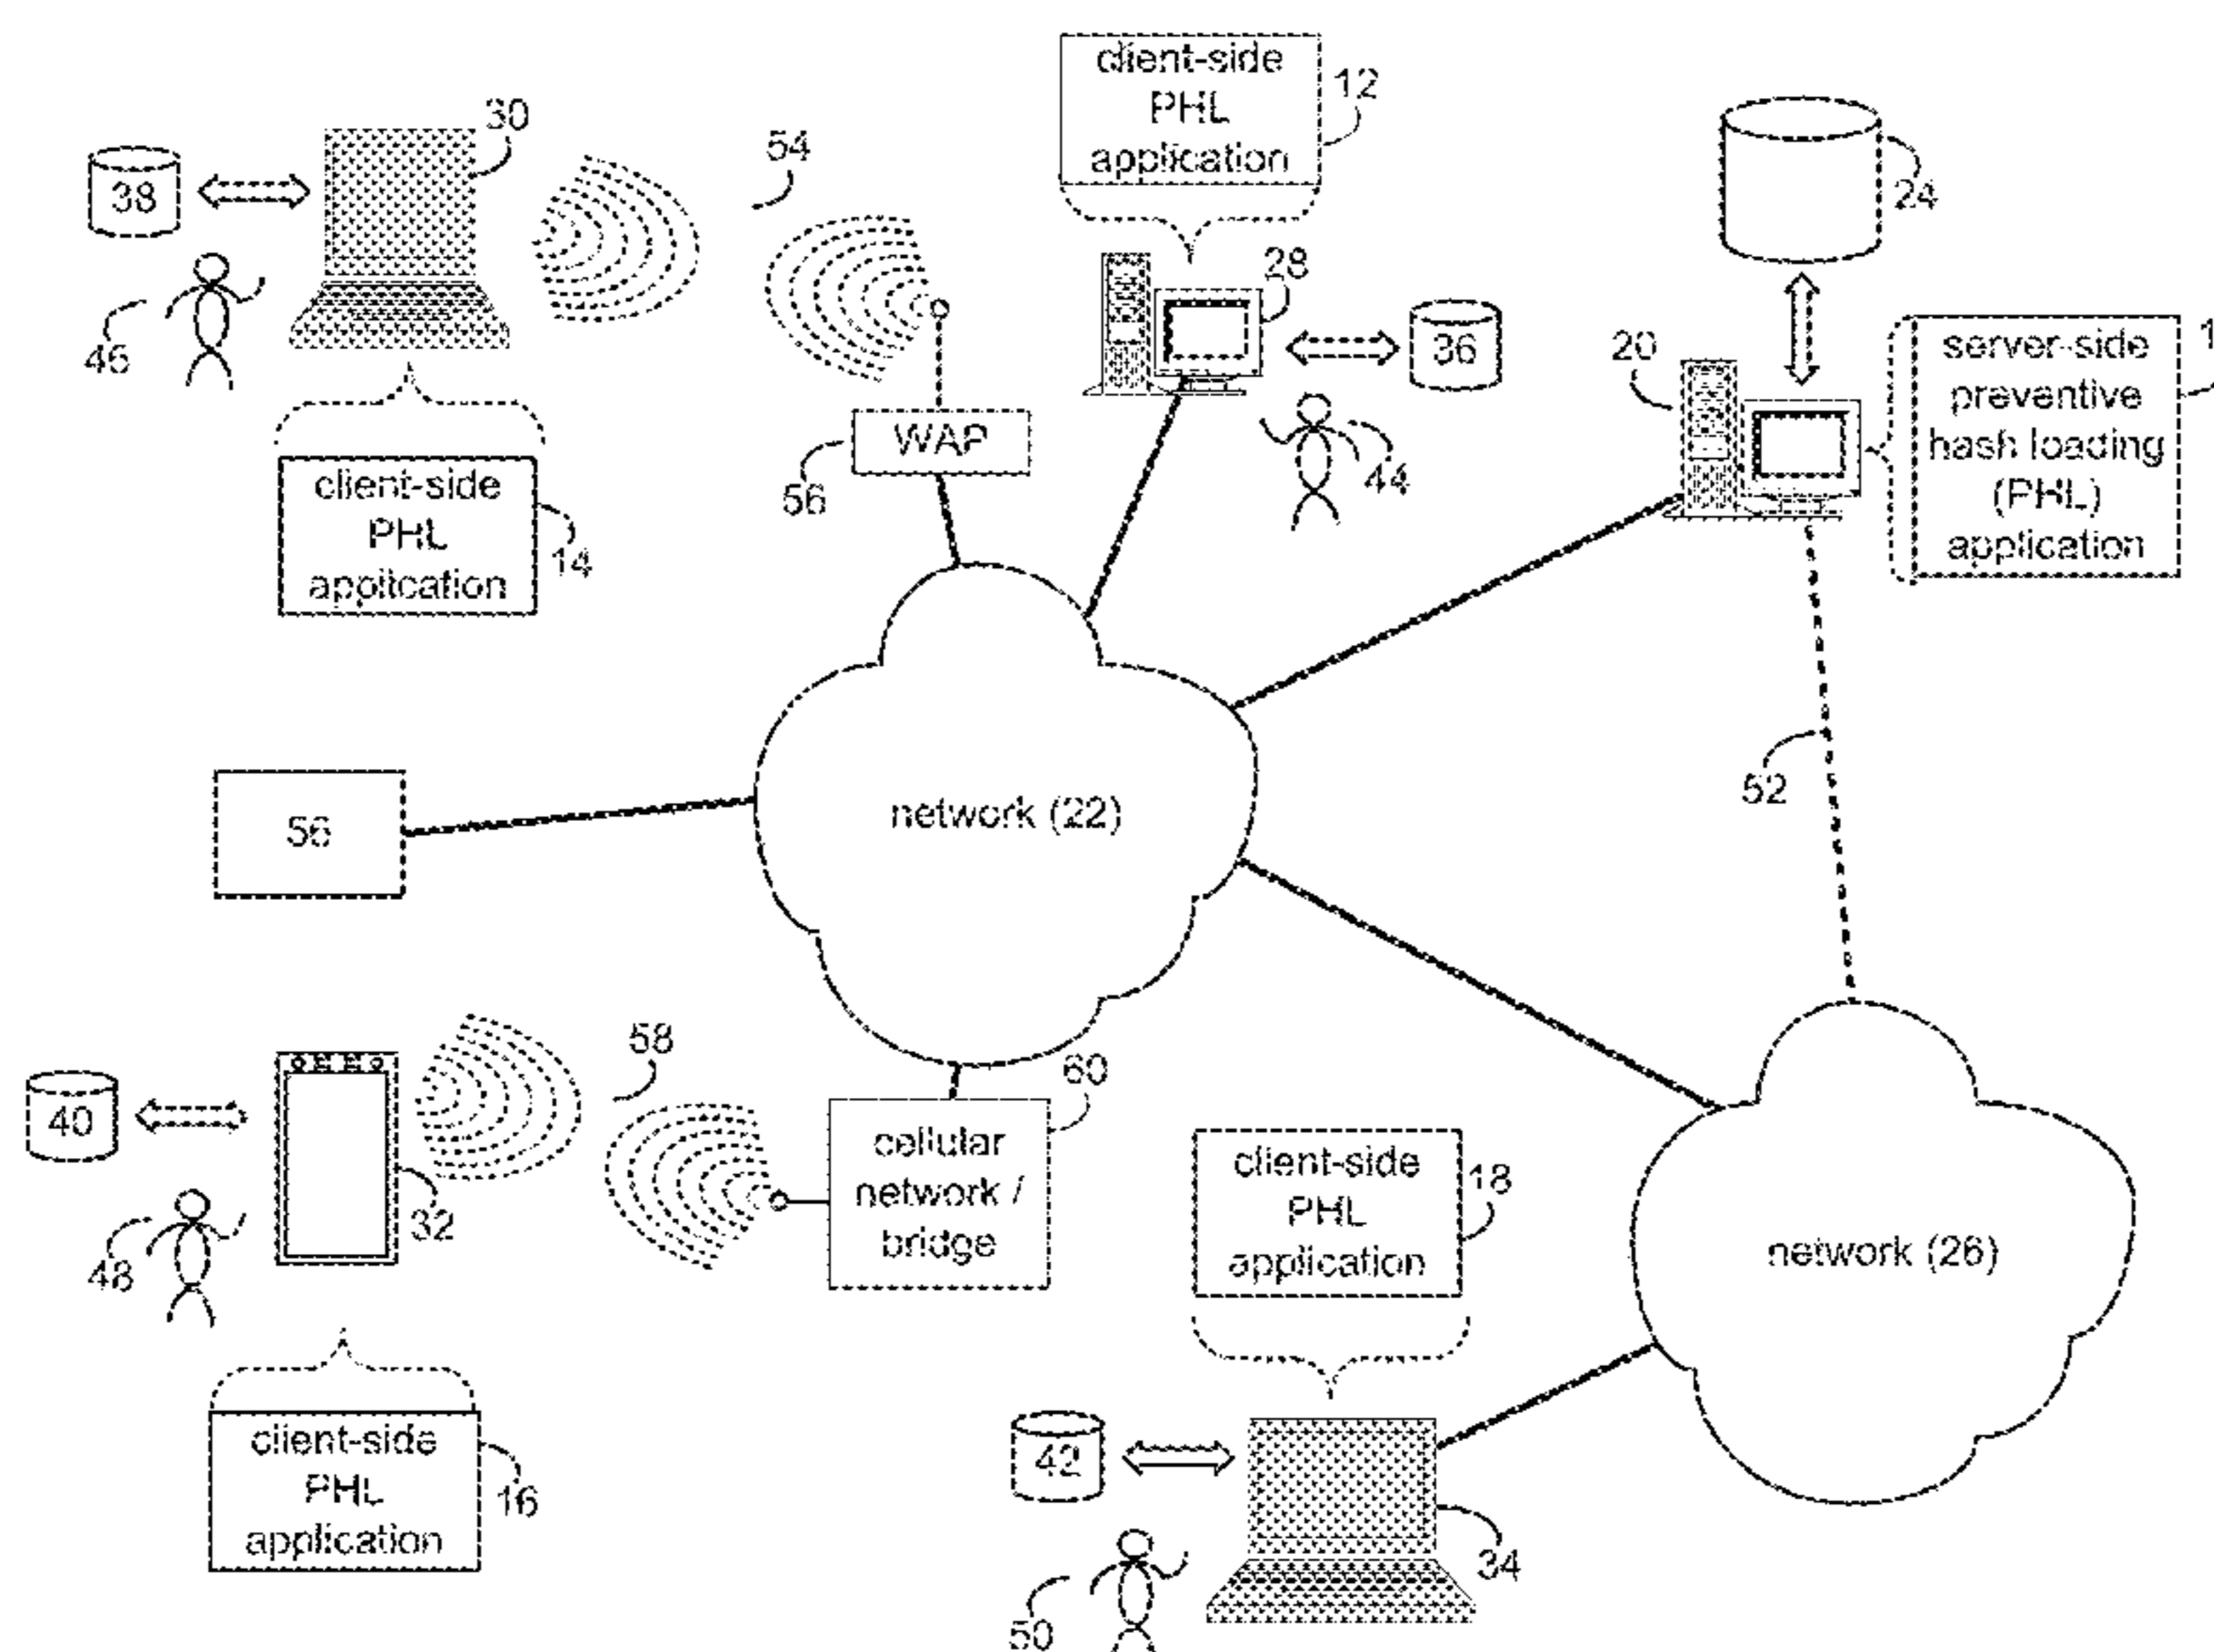 30
38
46
client-side
PHL
application
14
54
WAP
56
client-side
PHL
application
12
28
36
44
24
20
server-side
preventive
hash loading
(PHL)
application
52
network (22)
56
58
40
32
48
client-side
PHL
application
16
60
cellular
network /
bridge
client-side
PHL
application
18
network (26)
42
34
50